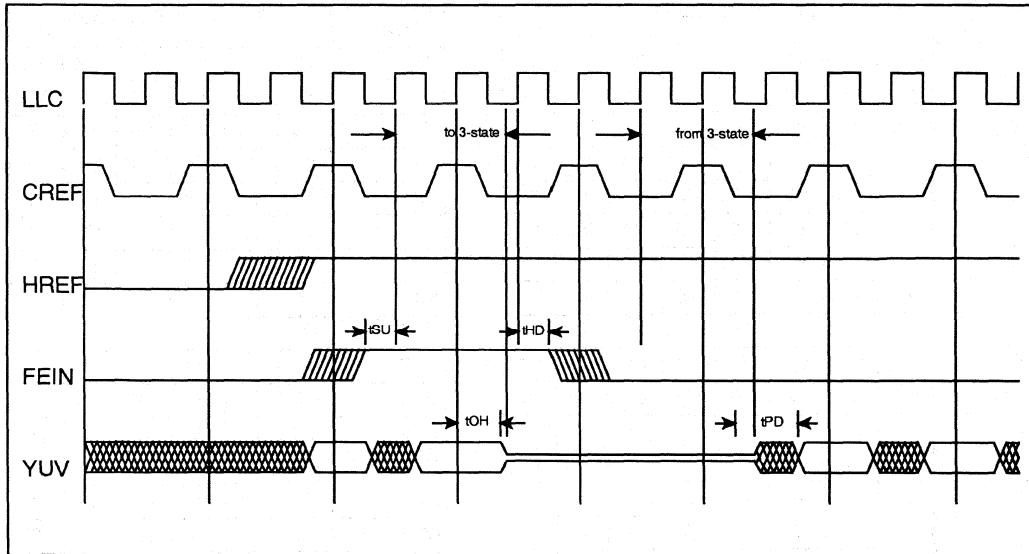 LLC
to 3-state
from 3-state
CREF
HREF
tSU
tHD
FEIN
tOH
tPD
YUV